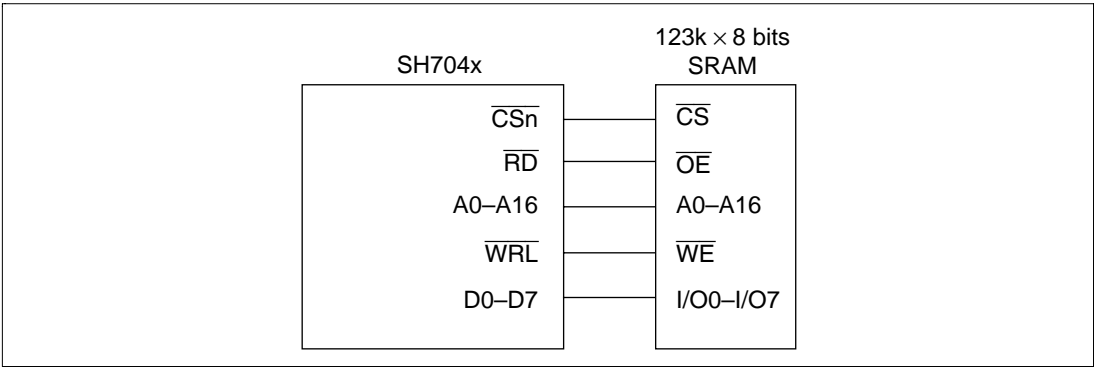 123k × 8 bits
SH704x SRAM
CSn CS
RD OE
A0–A16 A0–A16
WRL WE
D0–D7 I/O0–I/O7